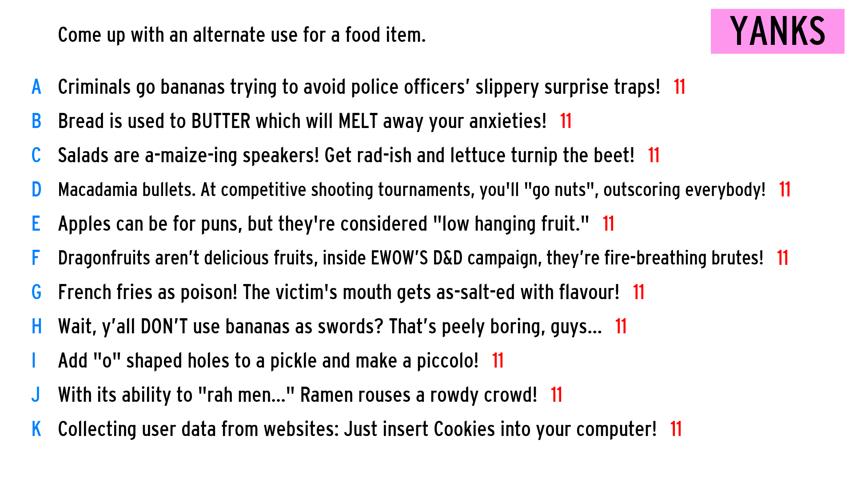 Come up with an alternate use for a food item.
YANKS
A Criminals go bananas trying to avoid police officers’ slippery surprise traps! 11
B Bread is used to BUTTER which will MELT away your anxieties! 11
C Salads are a-maize-ing speakers! Get rad-ish and lettuce turnip the beet! 11
D Macadamia bullets. At competitive shooting tournaments, you'll "go nuts", outscoring everybody! 11
E Apples can be for puns, but they're considered "low hanging fruit." 11
F Dragonfruits aren’t delicious fruits, inside EWOW’S D&D campaign, they’re fire-breathing brutes! 11
G French fries as poison! The victim's mouth gets as-salt-ed with flavour! 11
H Wait, y’all DON’T use bananas as swords? That’s peely boring, guys... 11
I Add "o" shaped holes to a pickle and make a piccolo! 11
J With its ability to "rah men..." Ramen rouses a rowdy crowd! 11
K Collecting user data from websites: Just insert Cookies into your computer! 11